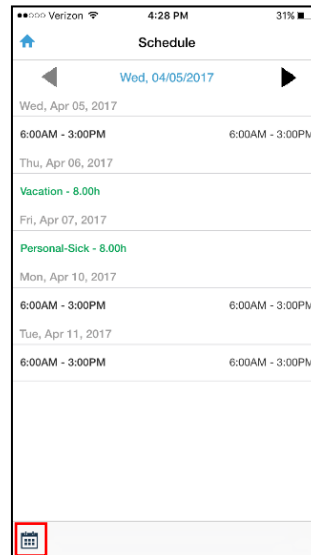 Verizon 4:28 PM 31%
Schedule
Wed, 04/05/2017
Wed, Apr 05, 2017
6:00AM - 3:00PM 6:00AM - 3:00PM
Thu, Apr 06, 2017
Vacation - 8.00h
Fri, Apr 07, 2017
Personal-Sick - 8.00h
Mon, Apr 10, 2017
6:00AM - 3:00PM 6:00AM - 3:00PM
Tue, Apr 11, 2017
6:00AM - 3:00PM 6:00AM - 3:00PM